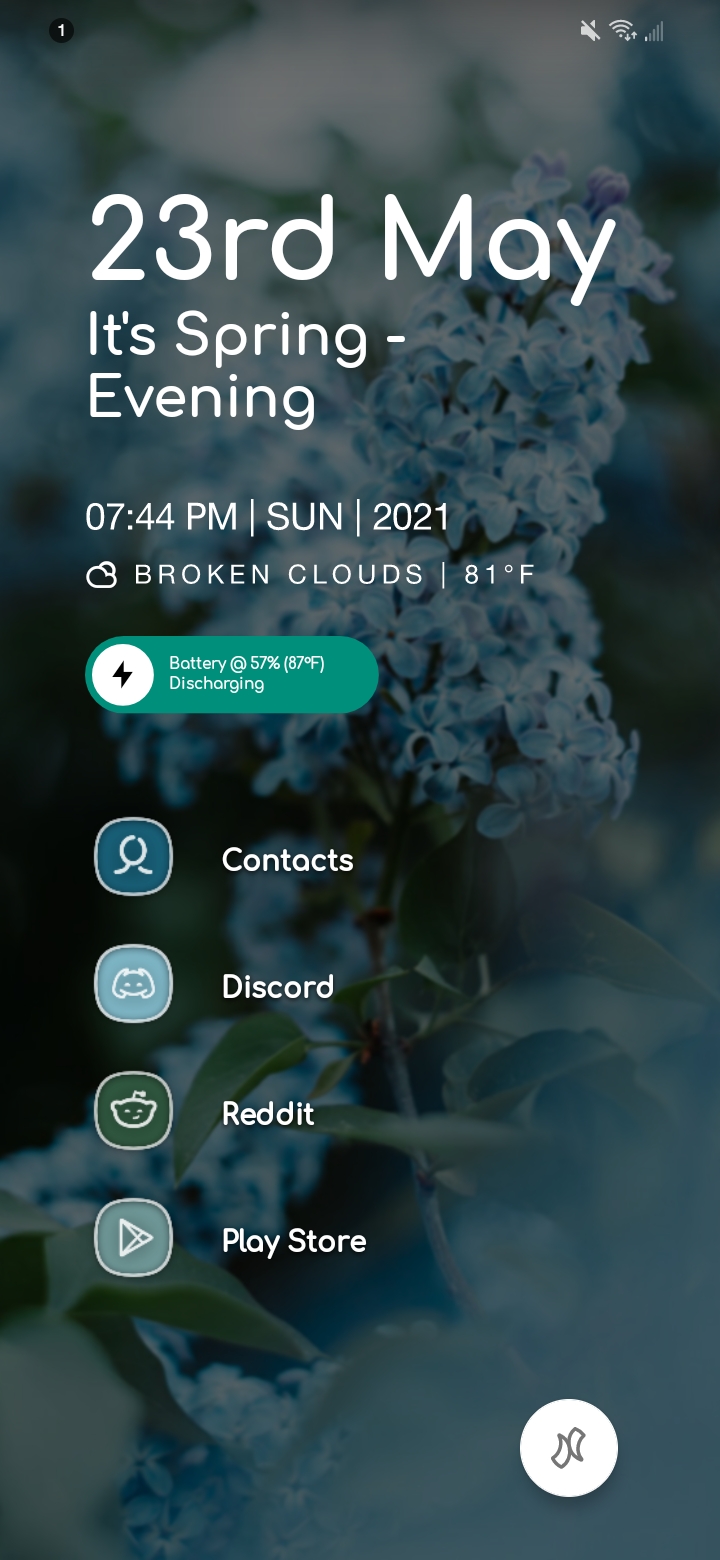 1
23rd May
It's Spring -
Evening
07:44 PM | SUN | 2021
BROKEN CLOUDS | 81°F
Battery @ 57% (87ºF)
Discharging
Contacts
Discord
Reddit
Play Store